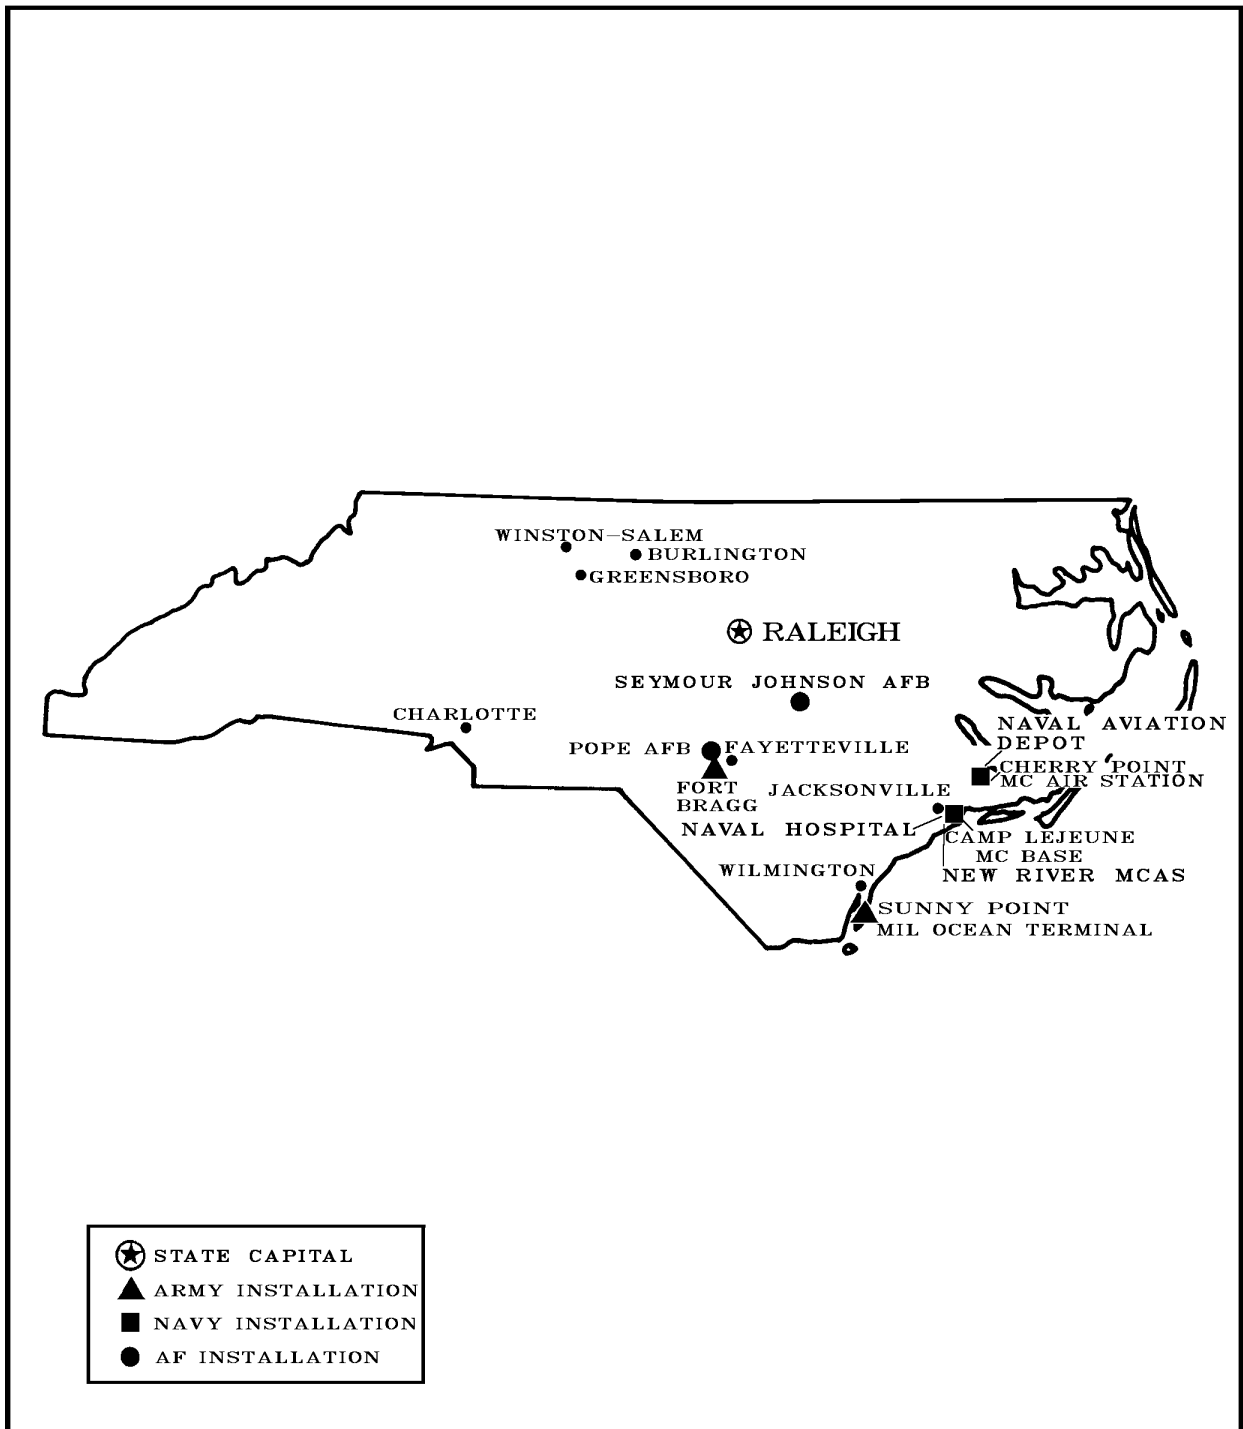 WINSTON-SALEM
BURLINGTON
GREENSBORO
RALEIGH
SEYMOUR JOHNSON AFB
CHARLOTTE
NAVAL AVIATION
DEPOT
POPE AFB
FAYETTEVILLE
CHERRY POINT
MC AIR STATION
FORT
BRAGG
JACKSONVILLE
NAVAL HOSPITAL
CAMP LEJEUNE
MC BASE
NEW RIVER MCAS
WILMINGTON
SUNNY POINT
MIL OCEAN TERMINAL
STATE CAPITAL
ARMY INSTALLATION
NAVY INSTALLATION
AF INSTALLATION